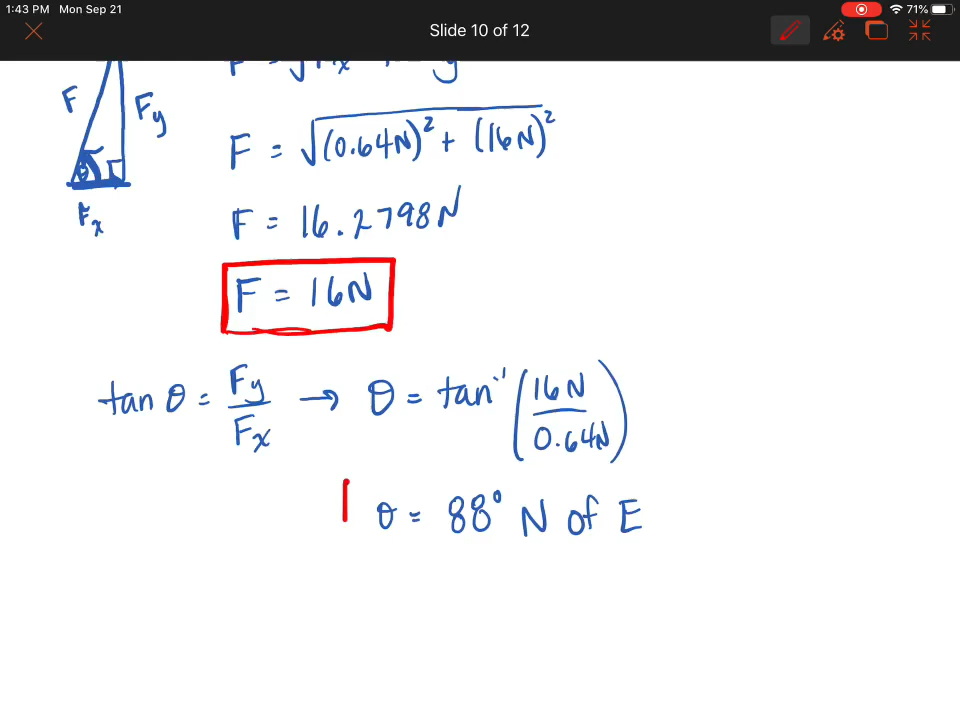 1:43 PM Mon Sep 21
71%
Slide 10 of 12
F
Fy
θ
Fx
F = √(0.64N)² + (16N)²
F = 16.2798N
F = 16N
tan θ = Fy/Fx → θ = tan⁻¹ (16N/0.64N)
θ = 88° N of E